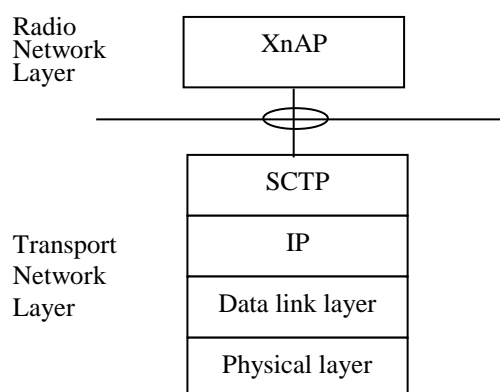 Radio
Network
Layer
XnAP
SCTP
IP
Transport
Network
Layer
Data link layer
Physical layer